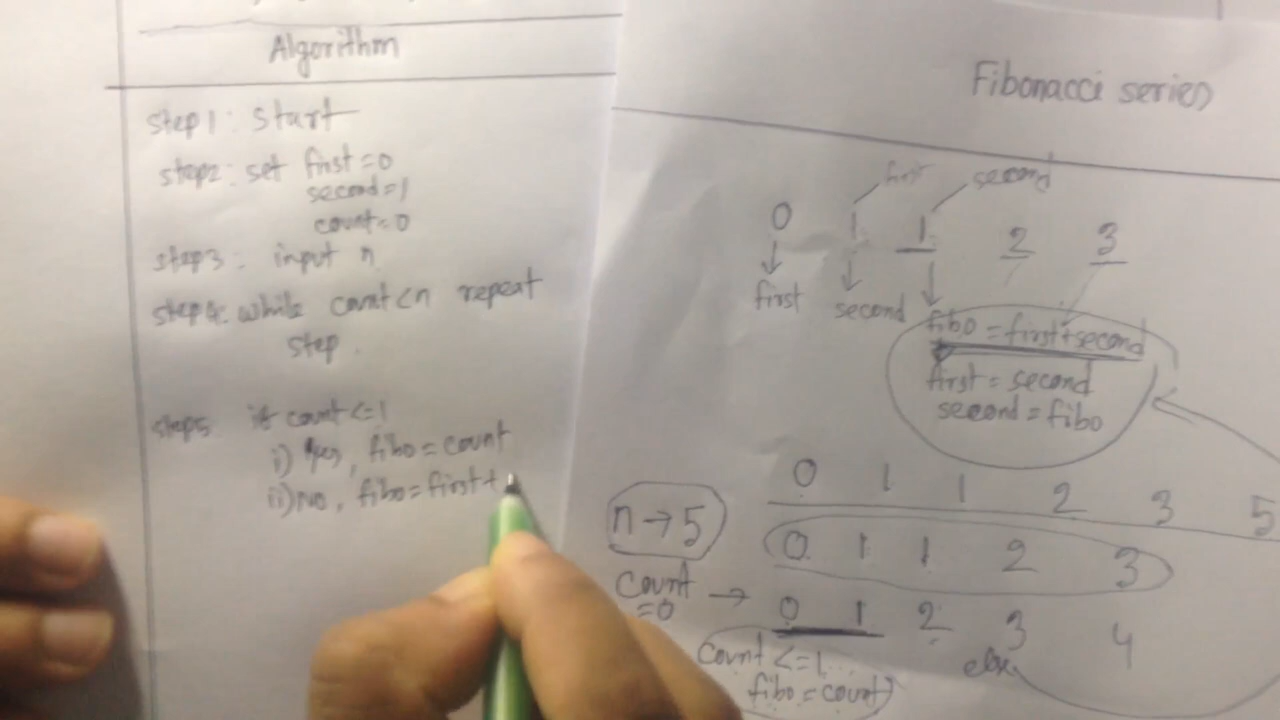 Algorithm
step1: start
step2: set first=0
second=1
count=0
step3: input n
step4: while count<n repeat
step
step5 if count<=1
i) yes, fibo=count
ii) no, fibo=first+
Fibonacci series
first second
0 1 1 2 3
first second
fibo = first+second
first = second
second = fibo
0 1 1 2 3 5
n→5
0 1 1 2 3
count
=0 → 0 1 2 3 4
count <=1 else
fibo=count